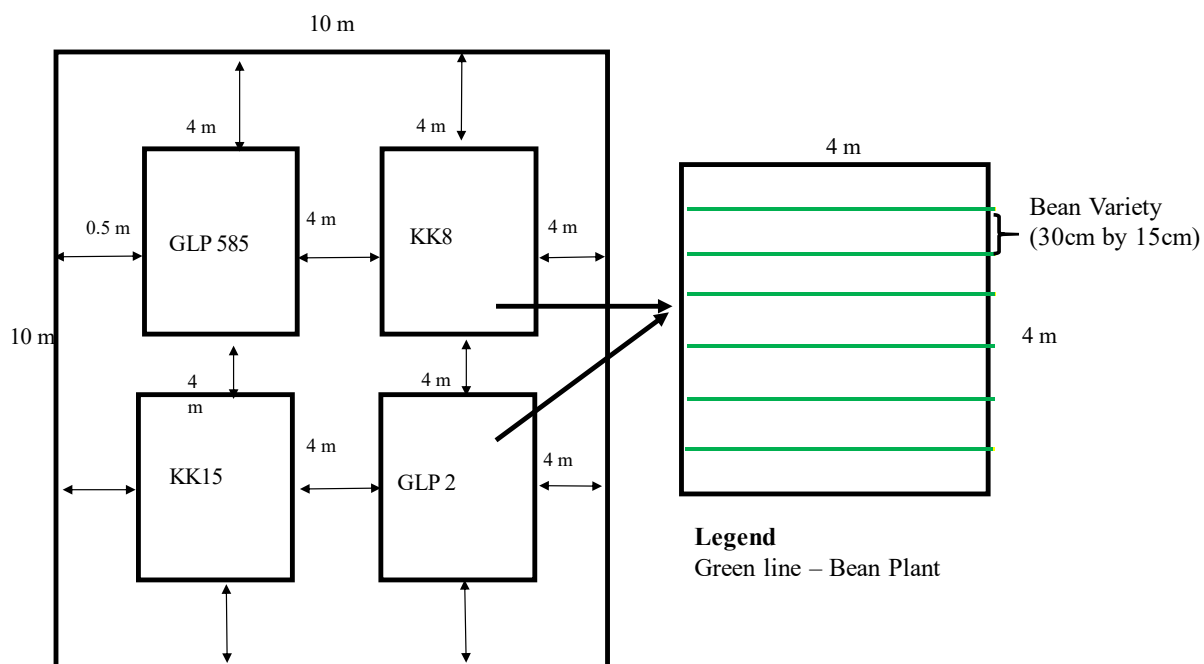 10 m
4 m
4 m
0.5 m
GLP 585
4 m
KK8
4 m
10 m
4
m
4 m
KK15
4 m
GLP 2
4 m
4 m
Bean Variety
(30cm by 15cm)
4 m
Legend
Green line – Bean Plant